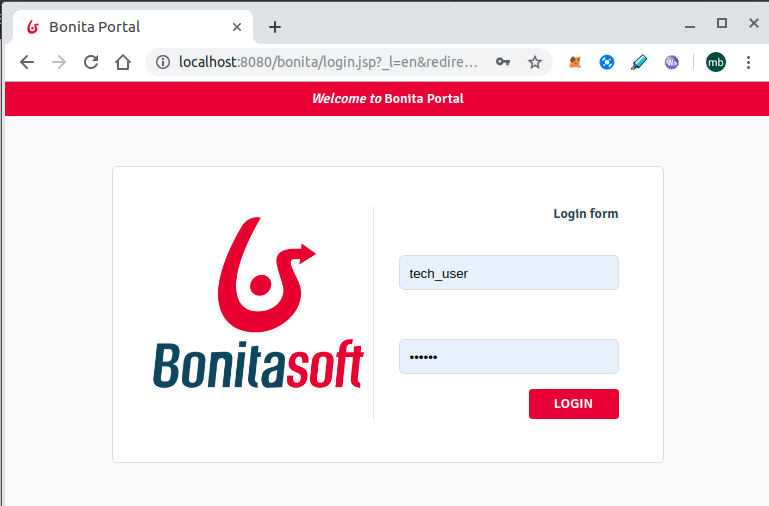 Bonita Portal
localhost:8080/bonita/login.jsp?_l=en&redire...
Ws
mb
Welcome to Bonita Portal
Login form
tech_user
••••••
Bonitasoft
LOGIN